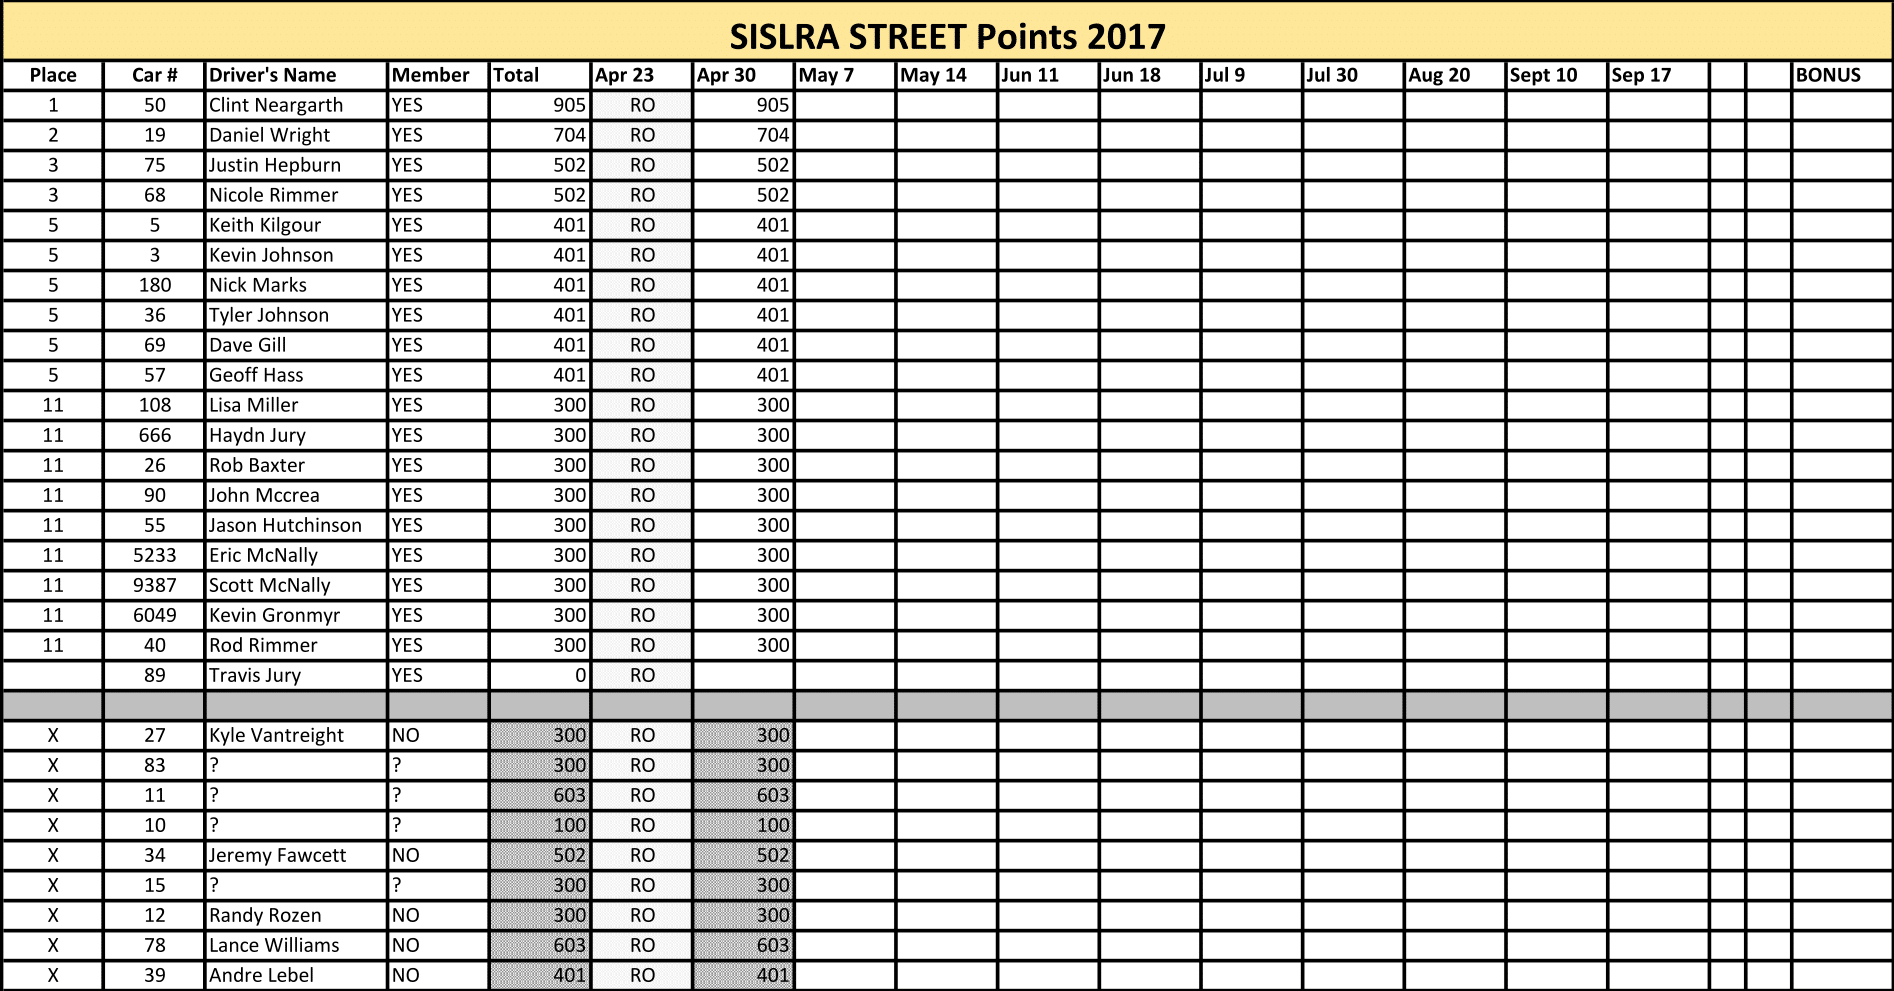 SISLRA STREET Points 2017
Place Car # Driver's Name Member Total Apr 23 Apr 30 May 7 May 14 Jun 11 Jun 18 Jul 9 Jul 30 Aug 20 Sept 10 Sep 17 BONUS
1 50 Clint Neargarth YES 905 RO 905
2 19 Daniel Wright YES 704 RO 704
3 75 Justin Hepburn YES 502 RO 502
3 68 Nicole Rimmer YES 502 RO 502
5 5 Keith Kilgour YES 401 RO 401
5 3 Kevin Johnson YES 401 RO 401
5 180 Nick Marks YES 401 RO 401
5 36 Tyler Johnson YES 401 RO 401
5 69 Dave Gill YES 401 RO 401
5 57 Geoff Hass YES 401 RO 401
11 108 Lisa Miller YES 300 RO 300
11 666 Haydn Jury YES 300 RO 300
11 26 Rob Baxter YES 300 RO 300
11 90 John Mccrea YES 300 RO 300
11 55 Jason Hutchinson YES 300 RO 300
11 5233 Eric McNally YES 300 RO 300
11 9387 Scott McNally YES 300 RO 300
11 6049 Kevin Gronmyr YES 300 RO 300
11 40 Rod Rimmer YES 300 RO 300
89 Travis Jury YES 0 RO
X 27 Kyle Vantreight NO 300 RO 300
X 83 ? ? 300 RO 300
X 11 ? ? 603 RO 603
X 10 ? ? 100 RO 100
X 34 Jeremy Fawcett NO 502 RO 502
X 15 ? ? 300 RO 300
X 12 Randy Rozen NO 300 RO 300
X 78 Lance Williams NO 603 RO 603
X 39 Andre Lebel NO 401 RO 401